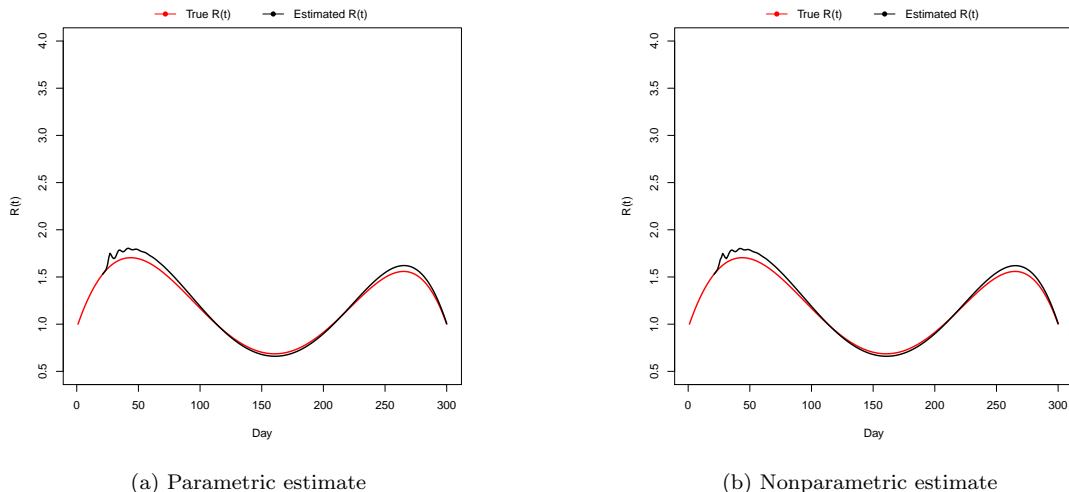 True R(t) Estimated R(t)
4.0
3.5
3.0
2.5
2.0
1.5
1.0
0.5
R(t)
0 50 100 150 200 250 300
Day
(a) Parametric estimate
True R(t) Estimated R(t)
4.0
3.5
3.0
2.5
2.0
1.5
1.0
0.5
R(t)
0 50 100 150 200 250 300
Day
(b) Nonparametric estimate